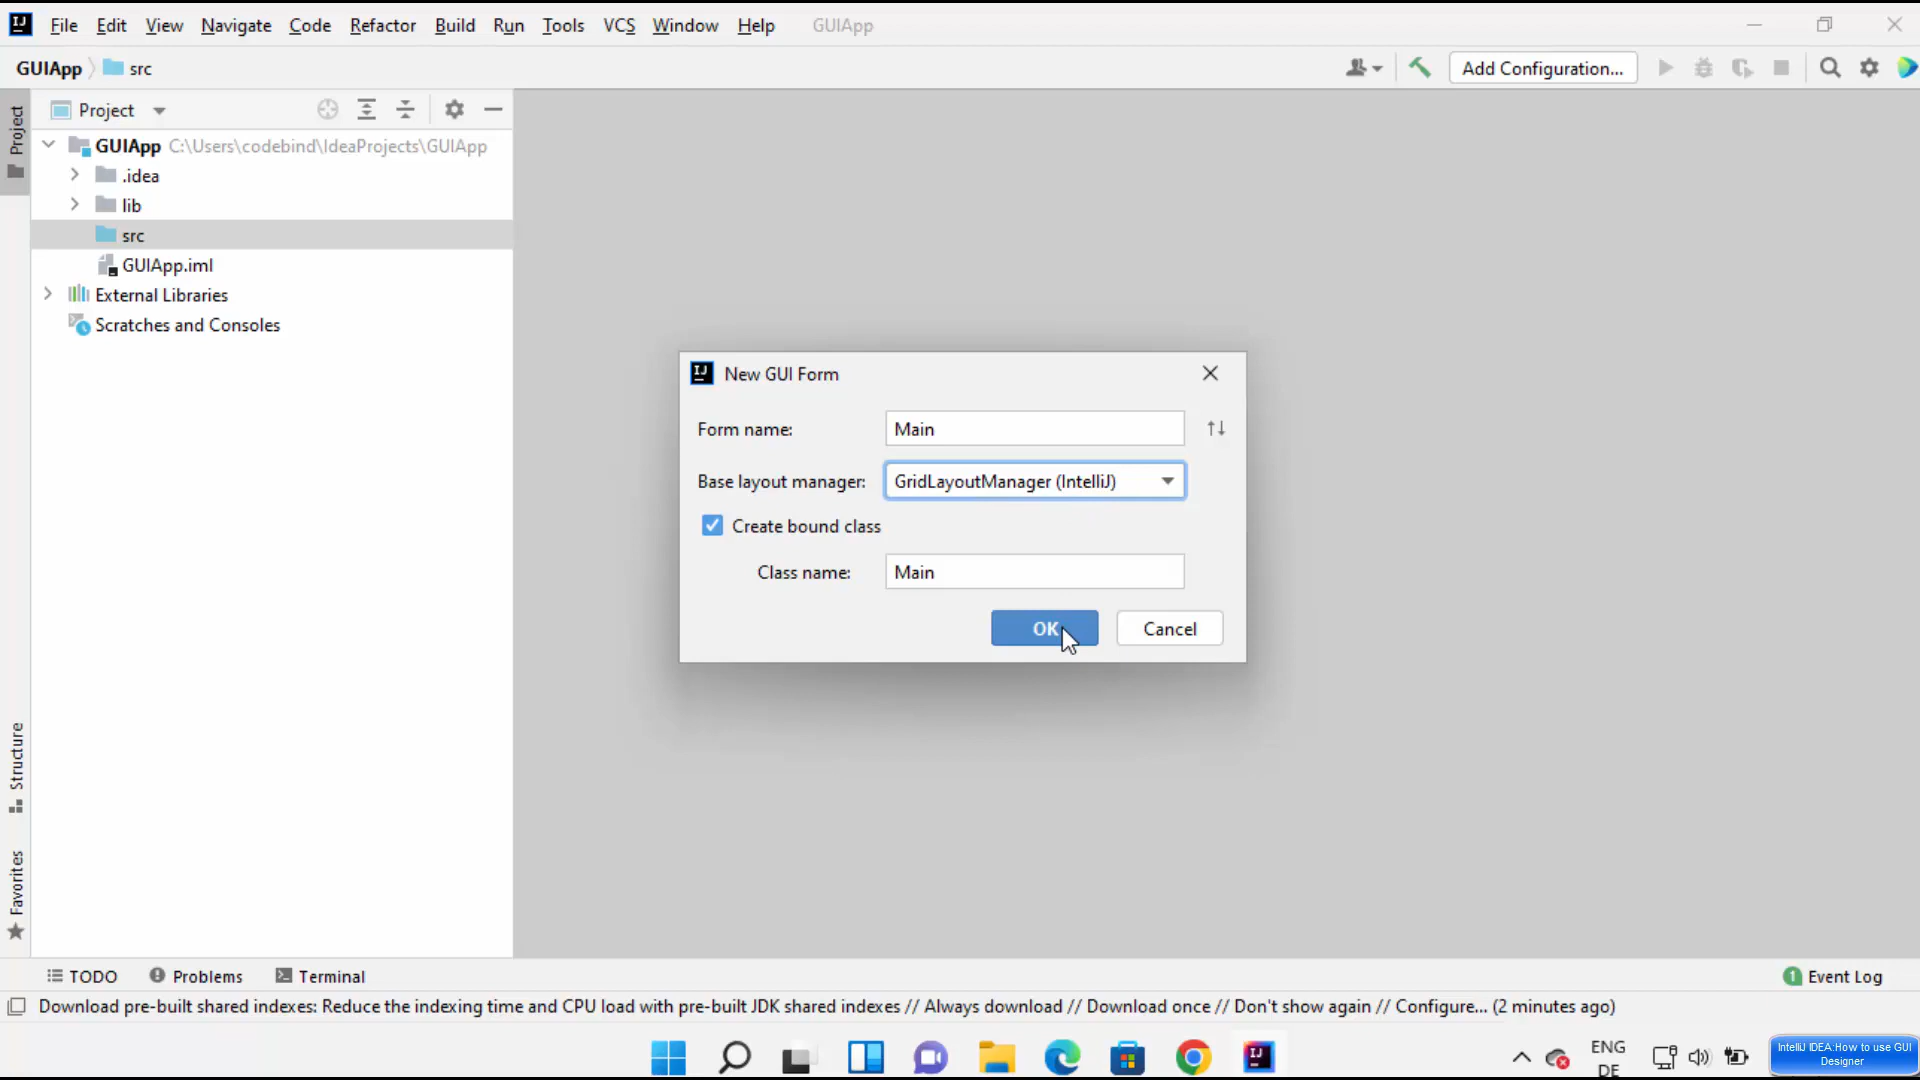 File Edit View Navigate Code Refactor Build Run Tools VCS Window Help GUIApp
GUIApp src
Add Configuration...
Project
Project
GUIApp C:\Users\codebind\IdeaProjects\GUIApp
.idea
lib
src
GUIApp.iml
External Libraries
Scratches and Consoles
New GUI Form
Form name: Main
Base layout manager: GridLayoutManager (IntelliJ)
Create bound class
Class name: Main
OK Cancel
Structure
Favorites
TODO Problems Terminal
1 Event Log
Download pre-built shared indexes: Reduce the indexing time and CPU load with pre-built JDK shared indexes // Always download // Download once // Don't show again // Configure... (2 minutes ago)
ENG
DE
IntelliJ IDEA:How to use GUI
Designer